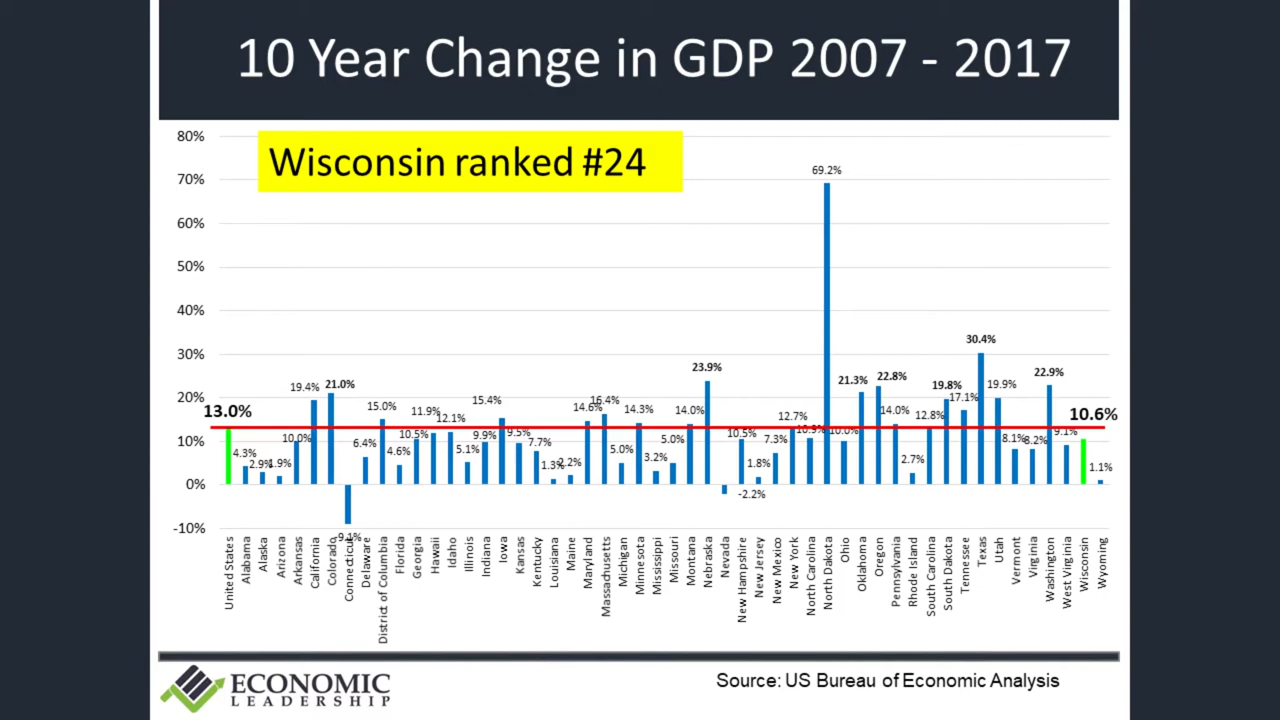 10 Year Change in GDP 2007 - 2017
Wisconsin ranked #24
80%
70%
60%
50%
40%
30%
20%
10%
0%
-10%
13.0%
4.3%
2.9%
1.9%
10.0%
19.4%
21.0%
-9.1%
6.4%
15.0%
4.6%
10.5%
11.9%
12.1%
5.1%
9.9%
15.4%
9.5%
7.7%
1.3%
2.2%
14.6%
16.4%
5.0%
14.3%
3.2%
5.0%
14.0%
23.9%
-2.2%
10.5%
1.8%
7.3%
12.7%
69.2%
10.0%
21.3%
22.8%
14.0%
2.7%
12.8%
19.8%
17.1%
30.4%
19.9%
8.1%
8.2%
22.9%
9.1%
10.6%
1.1%
United States
Alabama
Alaska
Arizona
Arkansas
California
Colorado
Connecticut
Delaware
District of Columbia
Florida
Georgia
Hawaii
Idaho
Illinois
Indiana
Iowa
Kansas
Kentucky
Louisiana
Maine
Maryland
Massachusetts
Michigan
Minnesota
Mississippi
Missouri
Montana
Nebraska
Nevada
New Hampshire
New Jersey
New Mexico
New York
North Carolina
North Dakota
Ohio
Oklahoma
Oregon
Pennsylvania
Rhode Island
South Carolina
South Dakota
Tennessee
Texas
Utah
Vermont
Virginia
Washington
West Virginia
Wisconsin
Wyoming
ECONOMIC
LEADERSHIP
Source: US Bureau of Economic Analysis